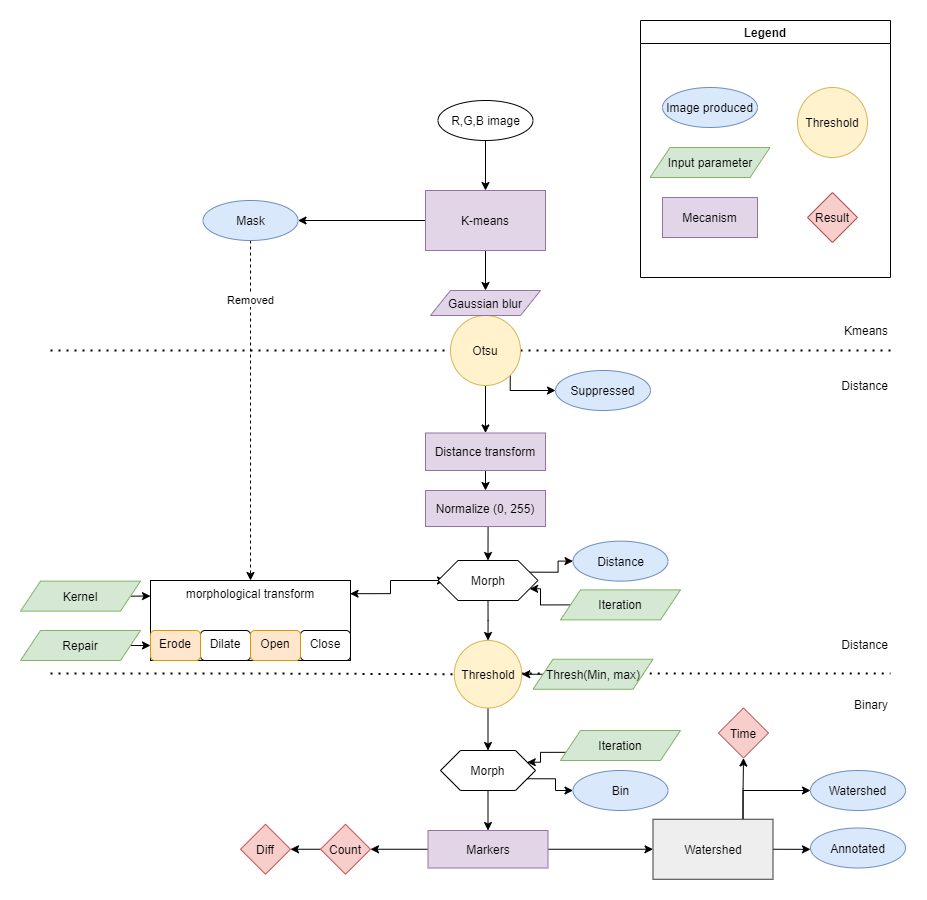 Legend
Image produced
Threshold
Input parameter
Mecanism
Result
R,G,B image
Mask
K-means
Removed
Gaussian blur
Kmeans
Otsu
Distance
Suppressed
Distance transform
Normalize (0, 255)
Morph
Distance
Iteration
morphological transform
Kernel
Repair
Erode
Dilate
Open
Close
Distance
Threshold
Thresh(Min, max)
Binary
Time
Iteration
Morph
Bin
Watershed
Diff
Count
Markers
Watershed
Annotated